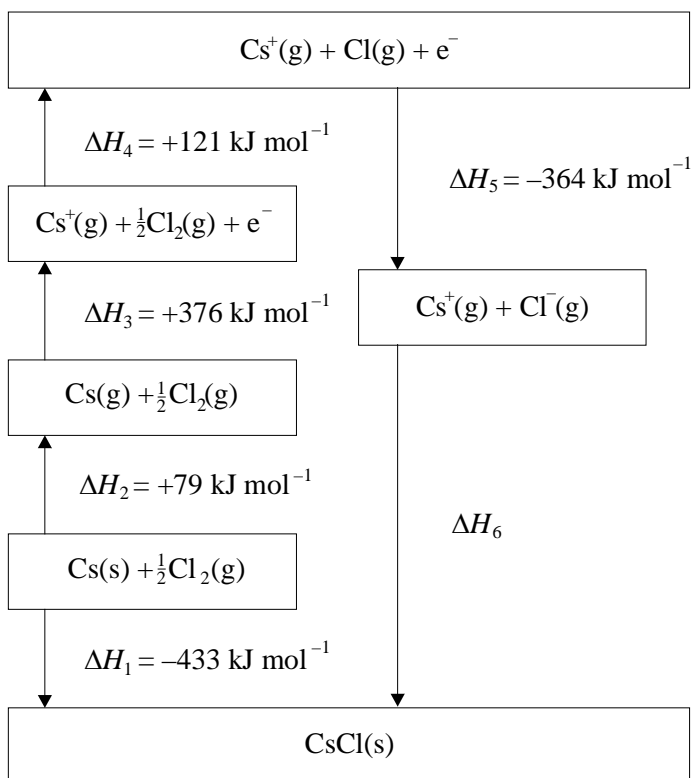 Cs⁺(g) + Cl(g) + e⁻
ΔH₄ = +121 kJ mol⁻¹
ΔH₅ = –364 kJ mol⁻¹
Cs⁺(g) + ½Cl₂(g) + e⁻
Cs⁺(g) + Cl⁻(g)
ΔH₃ = +376 kJ mol⁻¹
Cs(g) + ½Cl₂(g)
ΔH₂ = +79 kJ mol⁻¹
ΔH₆
Cs(s) + ½Cl₂(g)
ΔH₁ = –433 kJ mol⁻¹
CsCl(s)